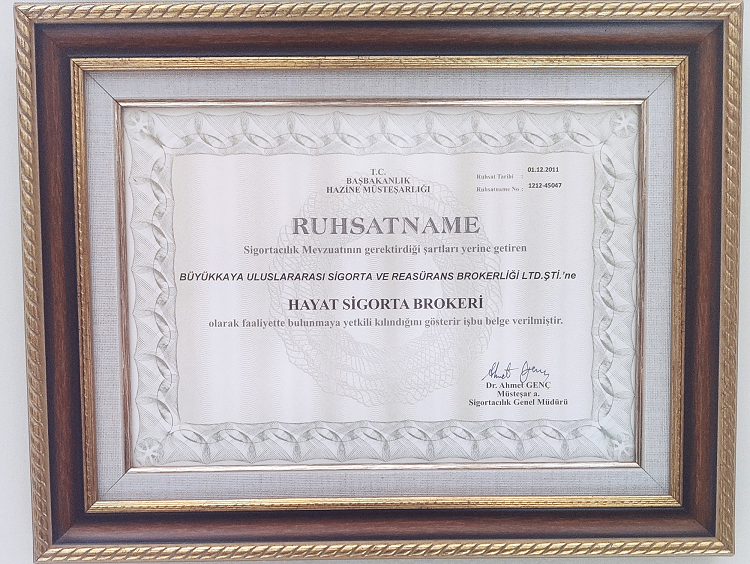 T.C.
BAŞBAKANLIK
HAZİNE MÜSTEŞARLIĞI
Ruhsat Tarihi : 01.12.2011
Ruhsatname No : 1212-45047
RUHSATNAME
Sigortacılık Mevzuatının gerektirdiği şartları yerine getiren
BÜYÜKKAYA ULUSLARARASI SİGORTA VE REASÜRANS BROKERLİĞİ LTD.ŞTİ.'ne
HAYAT SİGORTA BROKERİ
olarak faaliyette bulunmaya yetkili kılındığını gösterir işbu belge verilmiştir.
Ahmet Genç
Dr. Ahmet GENÇ
Müsteşar a.
Sigortacılık Genel Müdürü